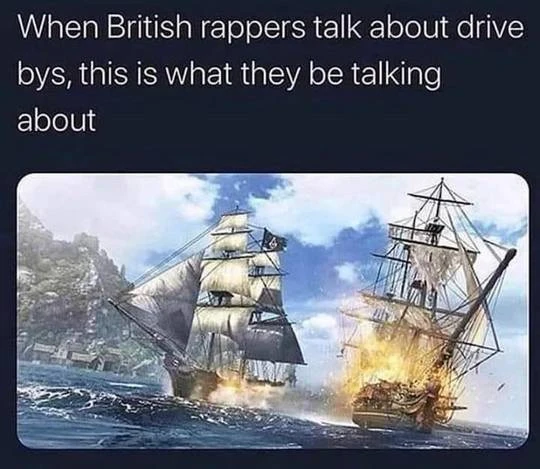 When British rappers talk about drive
bys, this is what they be talking
about